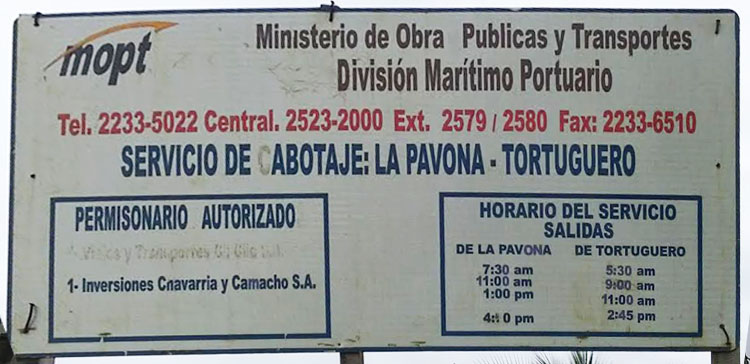 mopt
Ministerio de Obra Publicas y Transportes
División Marítimo Portuario
Tel. 2233-5022 Central. 2523-2000 Ext. 2579 / 2580 Fax: 2233-6510
SERVICIO DE CABOTAJE: LA PAVONA - TORTUGUERO
PERMISONARIO AUTORIZADO
Viajes y Transportes
1- Inversiones Cnavarria y Camacho S.A.
HORARIO DEL SERVICIO
SALIDAS
DE LA PAVONA DE TORTUGUERO
7:30 am 5:30 am
11:00 am 9:00 am
1:00 pm 11:00 am
pm 2:45 pm